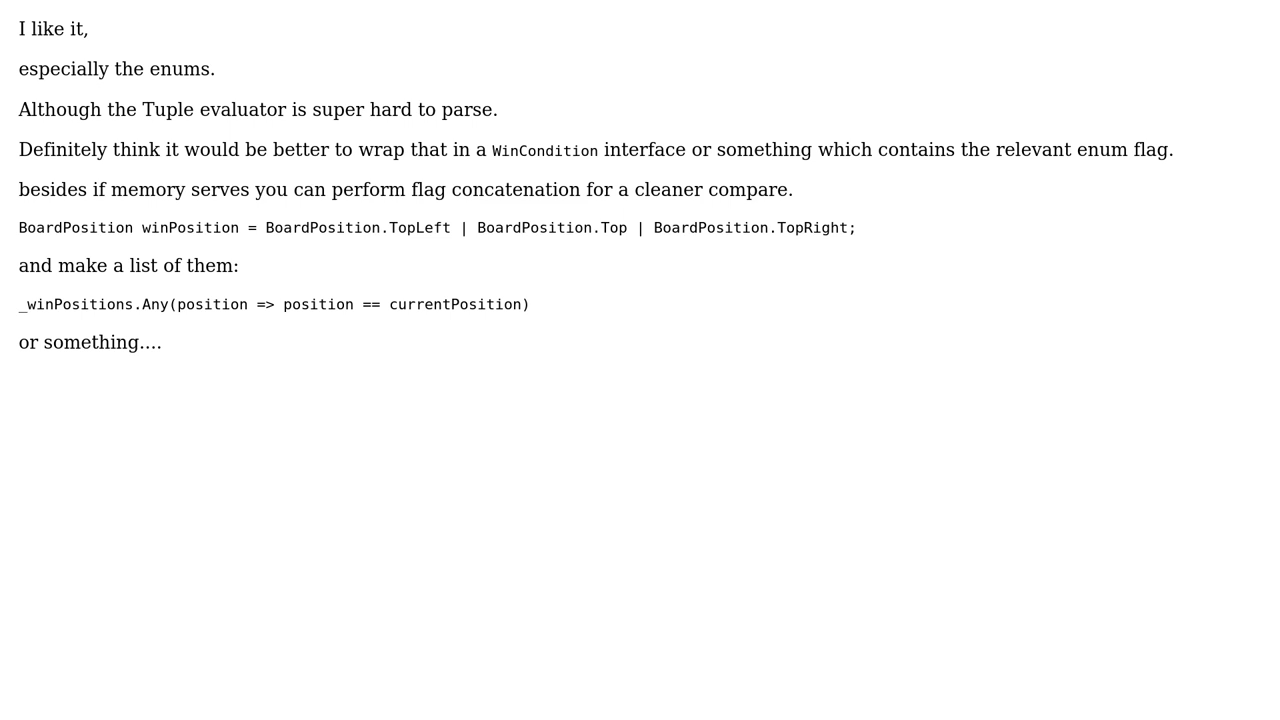 I like it,
especially the enums.
Although the Tuple evaluator is super hard to parse.
Definitely think it would be better to wrap that in a WinCondition interface or something which contains the relevant enum flag.
besides if memory serves you can perform flag concatenation for a cleaner compare.
BoardPosition winPosition = BoardPosition.TopLeft | BoardPosition.Top | BoardPosition.TopRight;
and make a list of them:
_winPositions.Any(position => position == currentPosition)
or something....